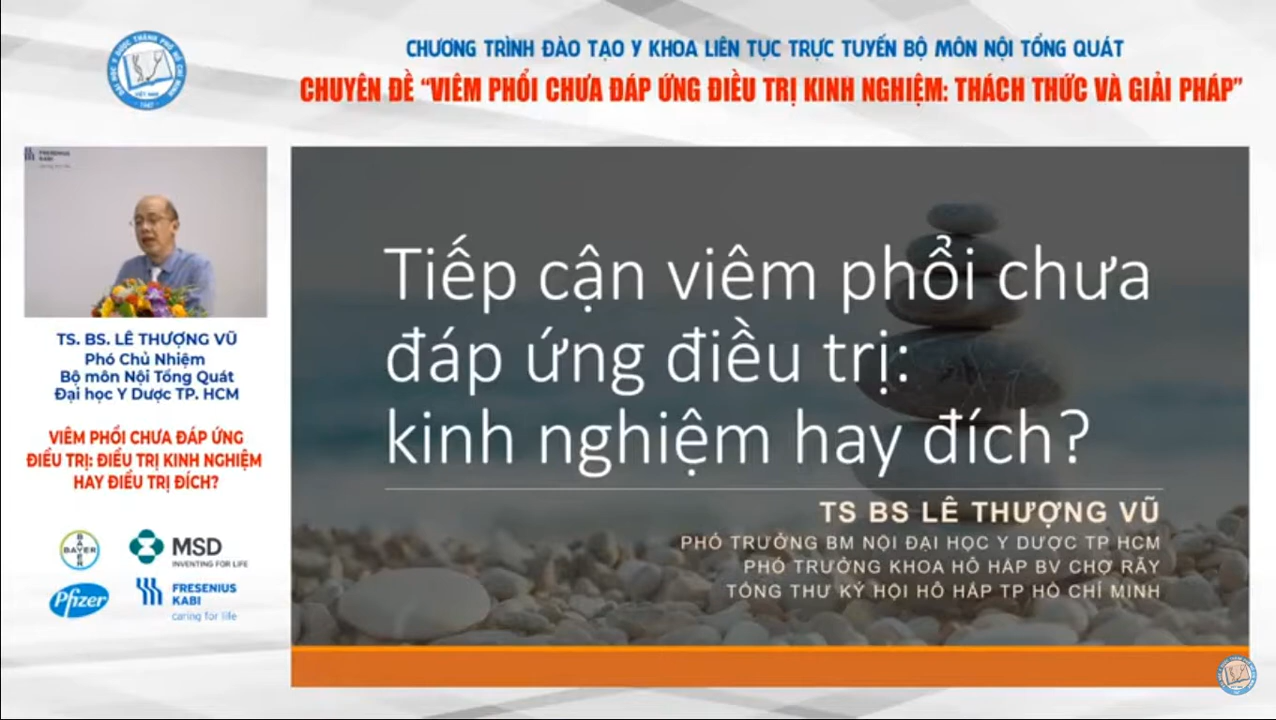 CHƯƠNG TRÌNH ĐÀO TẠO Y KHOA LIÊN TỤC TRỰC TUYẾN BỘ MÔN NỘI TỔNG QUÁT
CHUYÊN ĐỀ “VIÊM PHỔI CHƯA ĐÁP ỨNG ĐIỀU TRỊ KINH NGHIỆM: THÁCH THỨC VÀ GIẢI PHÁP”
FRESENIUS
KABI
TS. BS. LÊ THƯỢNG VŨ
Phó Chủ Nhiệm
Bộ môn Nội Tổng Quát
Đại học Y Dược TP. HCM
VIÊM PHỔI CHƯA ĐÁP ỨNG
ĐIỀU TRỊ: ĐIỀU TRỊ KINH NGHIỆM
HAY ĐIỀU TRỊ ĐÍCH?
BAYER
BAYER
MSD
INVENTING FOR LIFE
Pfizer
FRESENIUS
KABI
caring for life
Tiếp cận viêm phổi chưa
đáp ứng điều trị:
kinh nghiệm hay đích?
TS BS LÊ THƯỢNG VŨ
PHÓ TRƯỞNG BM NỘI ĐẠI HỌC Y DƯỢC TP HCM
PHÓ TRƯỞNG KHOA HÔ HẤP BV CHỢ RẪY
TỔNG THƯ KÝ HỘI HÔ HẤP TP HỒ CHÍ MINH